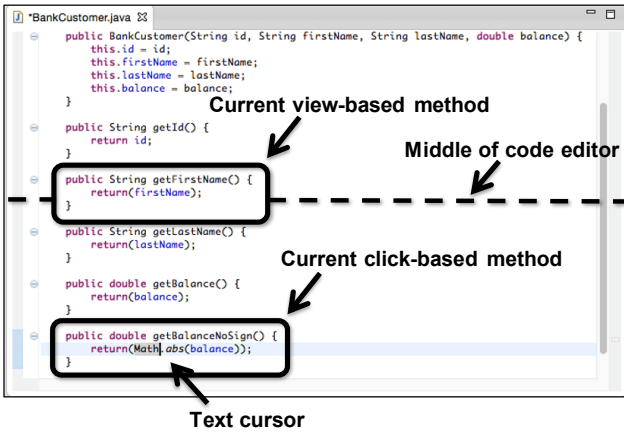 *BankCustomer.java
public BankCustomer(String id, String firstName, String lastName, double balance) {
this.id = id;
this.firstName = firstName;
this.lastName = lastName;
this.balance = balance;
}
Current view-based method
public String getId() {
return id;
}
Middle of code editor
public String getFirstName() {
return(firstName);
}
public String getLastName() {
return(lastName);
}
Current click-based method
public double getBalance() {
return(balance);
}
public double getBalanceNoSign() {
return(Math.abs(balance));
}
Text cursor